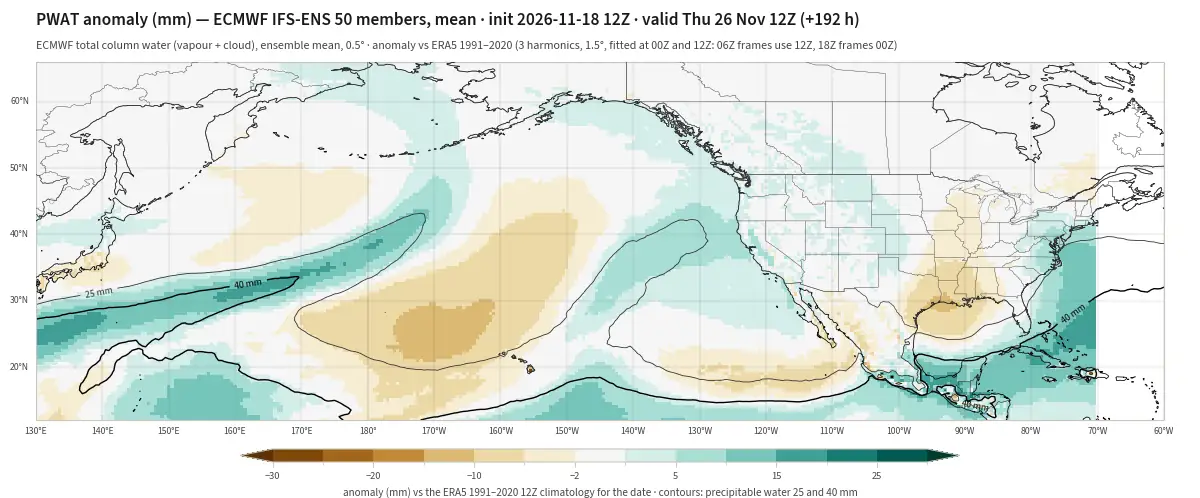 PWAT anomaly (mm) — ECMWF IFS-ENS 50 members, mean · init 2026-11-18 12Z · valid Thu 26 Nov 12Z (+192 h)
ECMWF total column water (vapour + cloud), ensemble mean, 0.5° · anomaly vs ERA5 1991–2020 (3 harmonics, 1.5°, fitted at 00Z and 12Z: 06Z frames use 12Z, 18Z frames 00Z)
60°N
50°N
40°N
30°N
20°N
25 mm
40 mm
40 mm
40 mm
130°E 140°E 150°E 160°E 170°E 180° 170°W 160°W 150°W 140°W 130°W 120°W 110°W 100°W 90°W 80°W 70°W 60°W
−30 −20 −10 −2 5 15 25
anomaly (mm) vs the ERA5 1991–2020 12Z climatology for the date · contours: precipitable water 25 and 40 mm